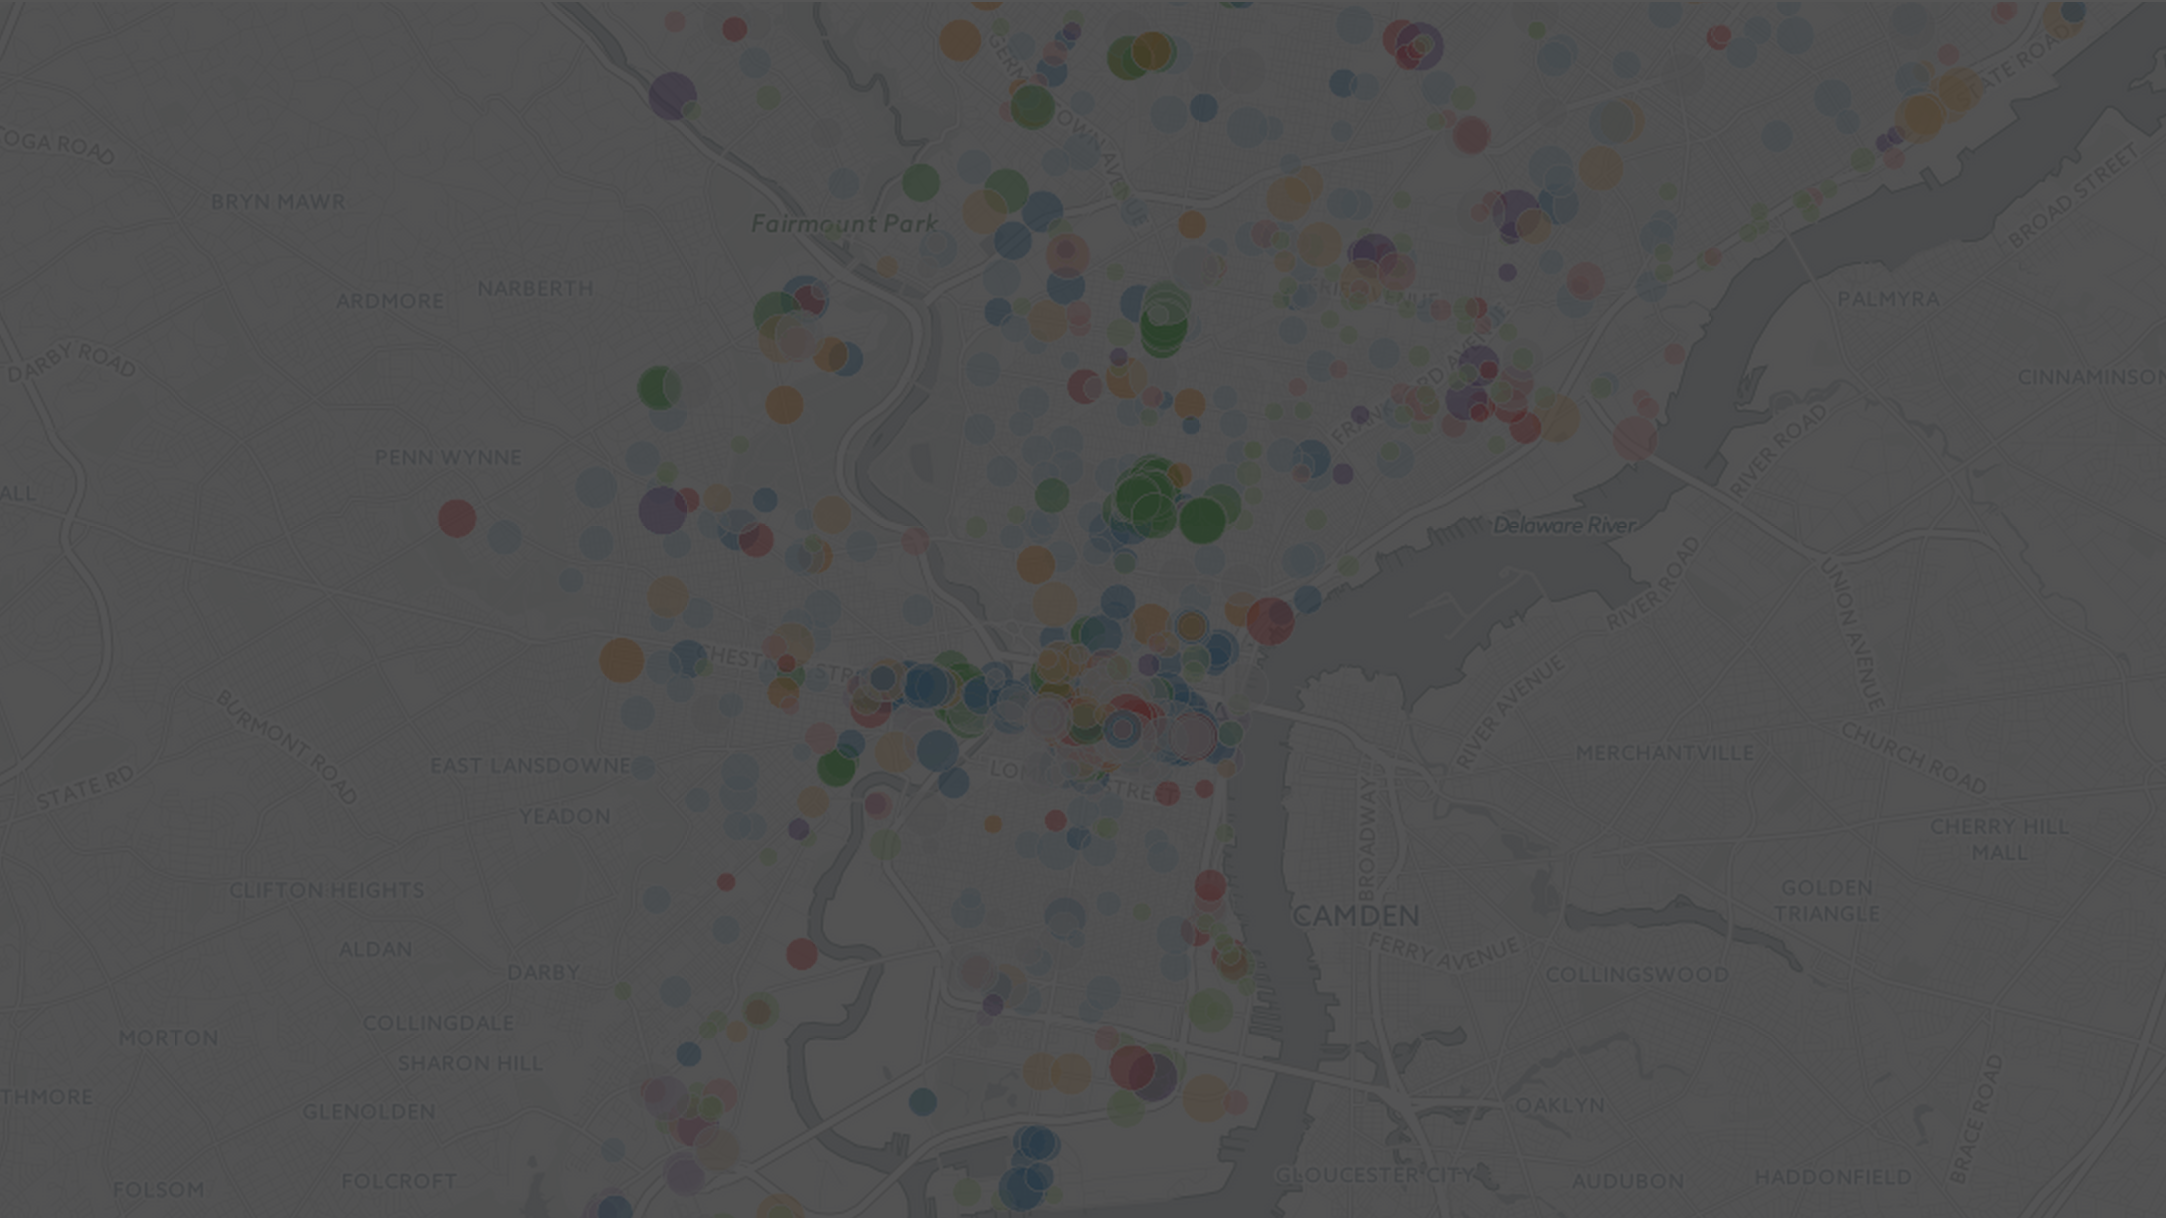 GERMANTOWN AVENUE
STATE ROAD
BROAD STREET
BRYN MAWR
Fairmount Park
NARBERTH
ARDMORE
ERIE AVENUE
PALMYRA
DARBY ROAD
FRANKFORD AVENUE
CINNAMINSON
RIVER ROAD
PENN WYNNE
Delaware River
RIVER ROAD
UNION AVENUE
CHESTNUT STREET
RIVER AVENUE
BURMONT ROAD
MERCHANTVILLE
CHURCH ROAD
EAST LANSDOWNE
STATE RD
STREET
BROADWAY
YEADON
CHERRY HILL
MALL
CLIFTON HEIGHTS
GOLDEN
TRIANGLE
CAMDEN
ALDAN
FERRY AVENUE
DARBY
COLLINGSWOOD
COLLINGDALE
MORTON
SHARON HILL
THMORE
GLENOLDEN
OAKLYN
BRACE ROAD
FOLCROFT
FOLSOM
GLOUCESTER CITY
AUDUBON
HADDONFIELD